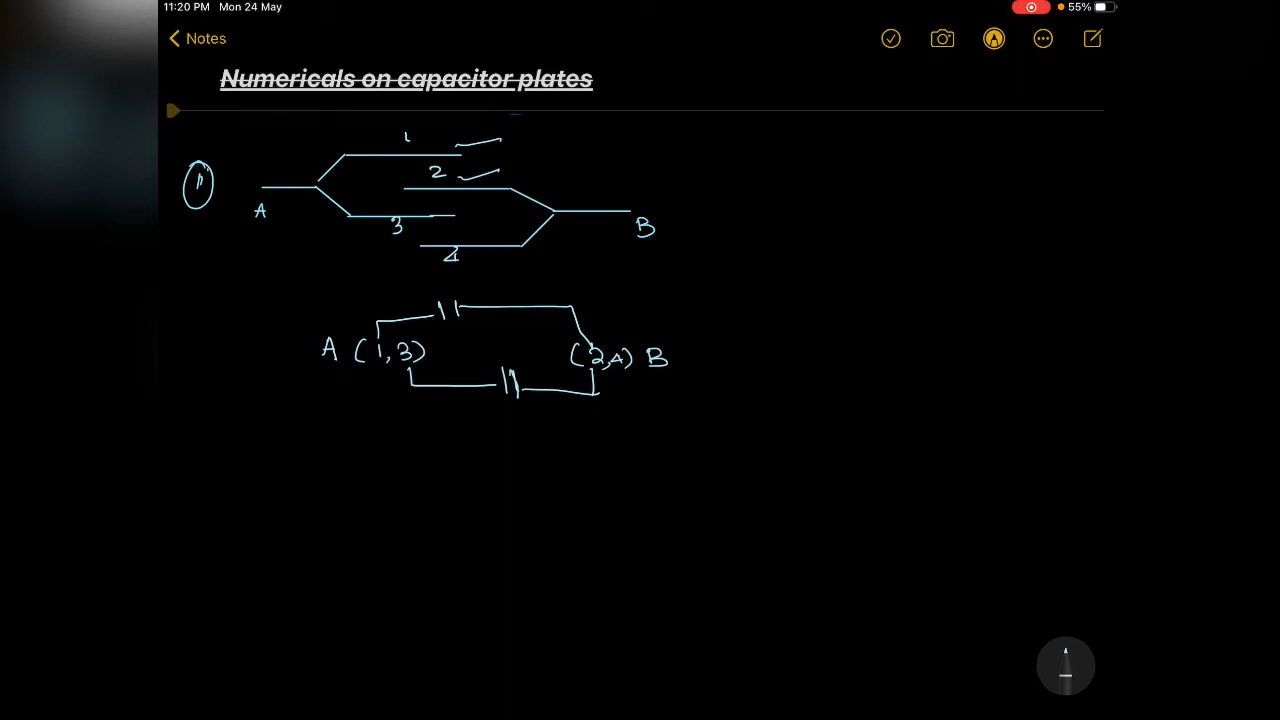 11:20 PM Mon 24 May 55%
Notes
Numericals on capacitor plates
1
1
2
A
3
B
4
A (1,3) (2,4) B